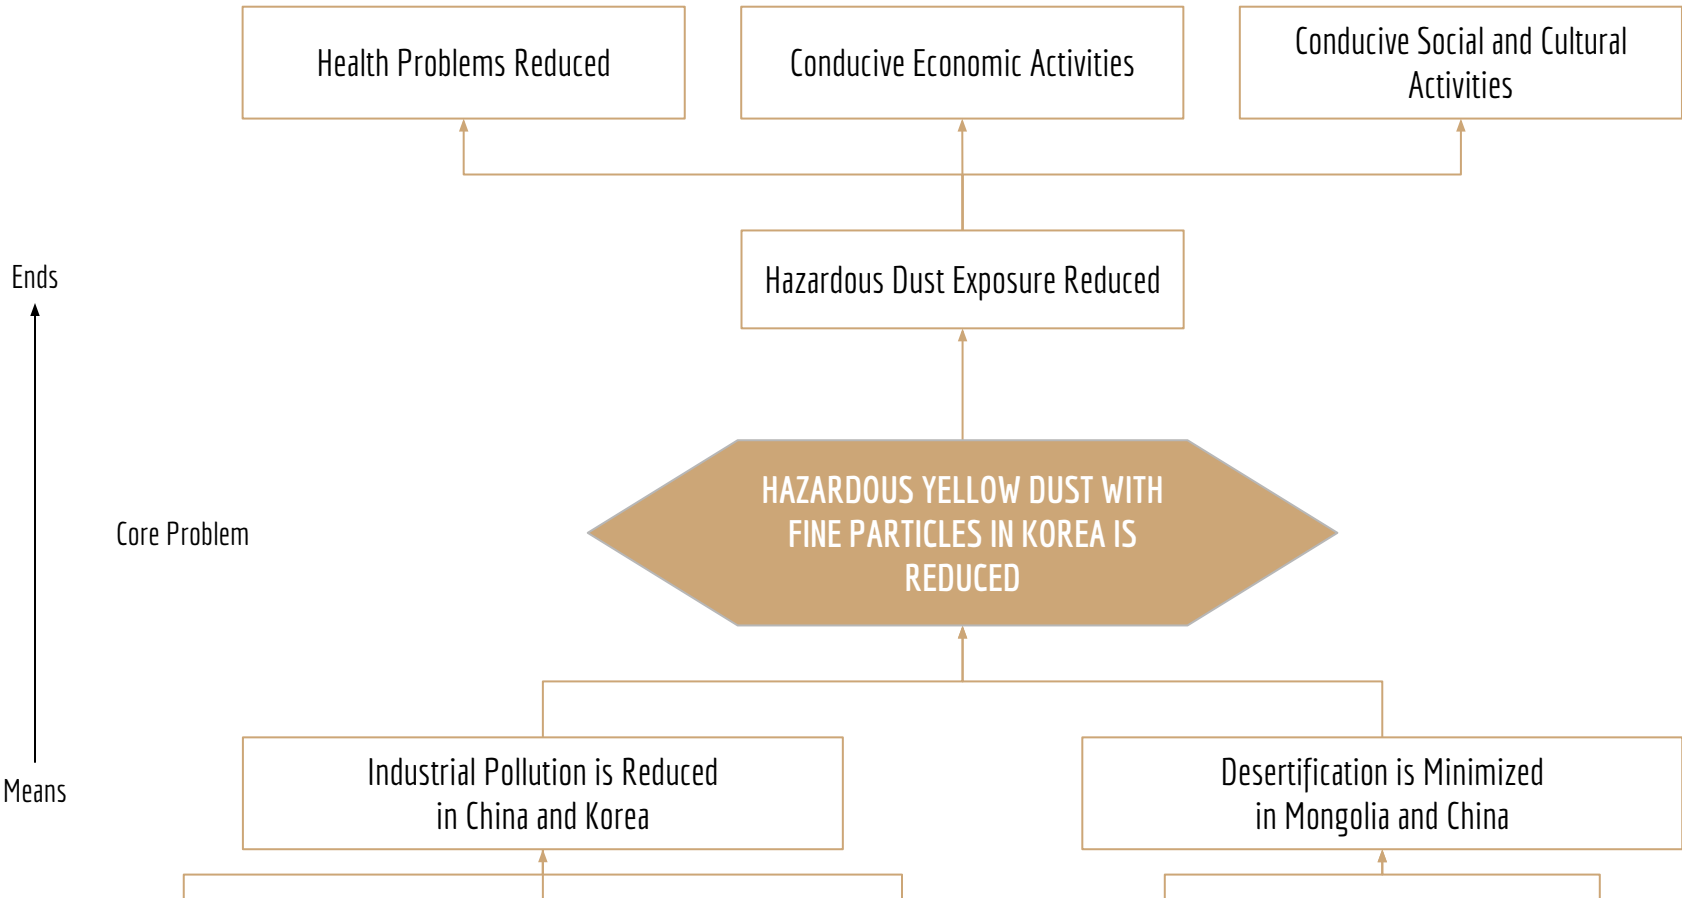 Health Problems Reduced
Conducive Economic Activities
Conducive Social and Cultural
Activities
Hazardous Dust Exposure Reduced
Ends
HAZARDOUS YELLOW DUST WITH
FINE PARTICLES IN KOREA IS
REDUCED
Core Problem
Industrial Pollution is Reduced
in China and Korea
Desertification is Minimized
in Mongolia and China
Means